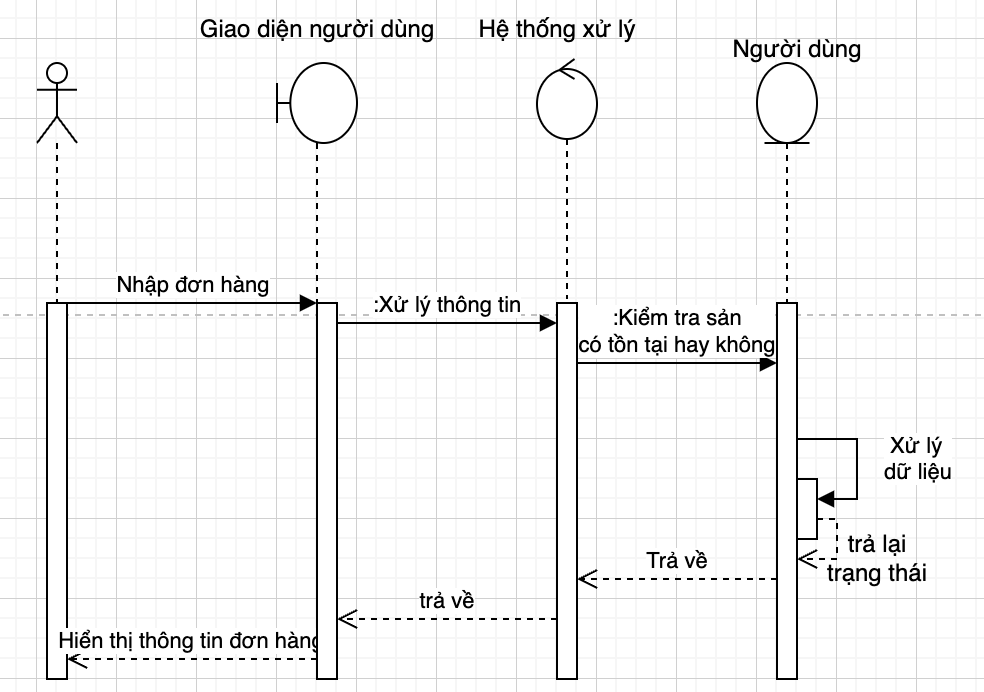 Giao diện người dùng
Hệ thống xử lý
Người dùng
Nhập đơn hàng
:Xử lý thông tin
:Kiểm tra sản
có tồn tại hay không
Xử lý
dữ liệu
trả lại
trạng thái
Trả về
trả về
Hiển thị thông tin đơn hàng